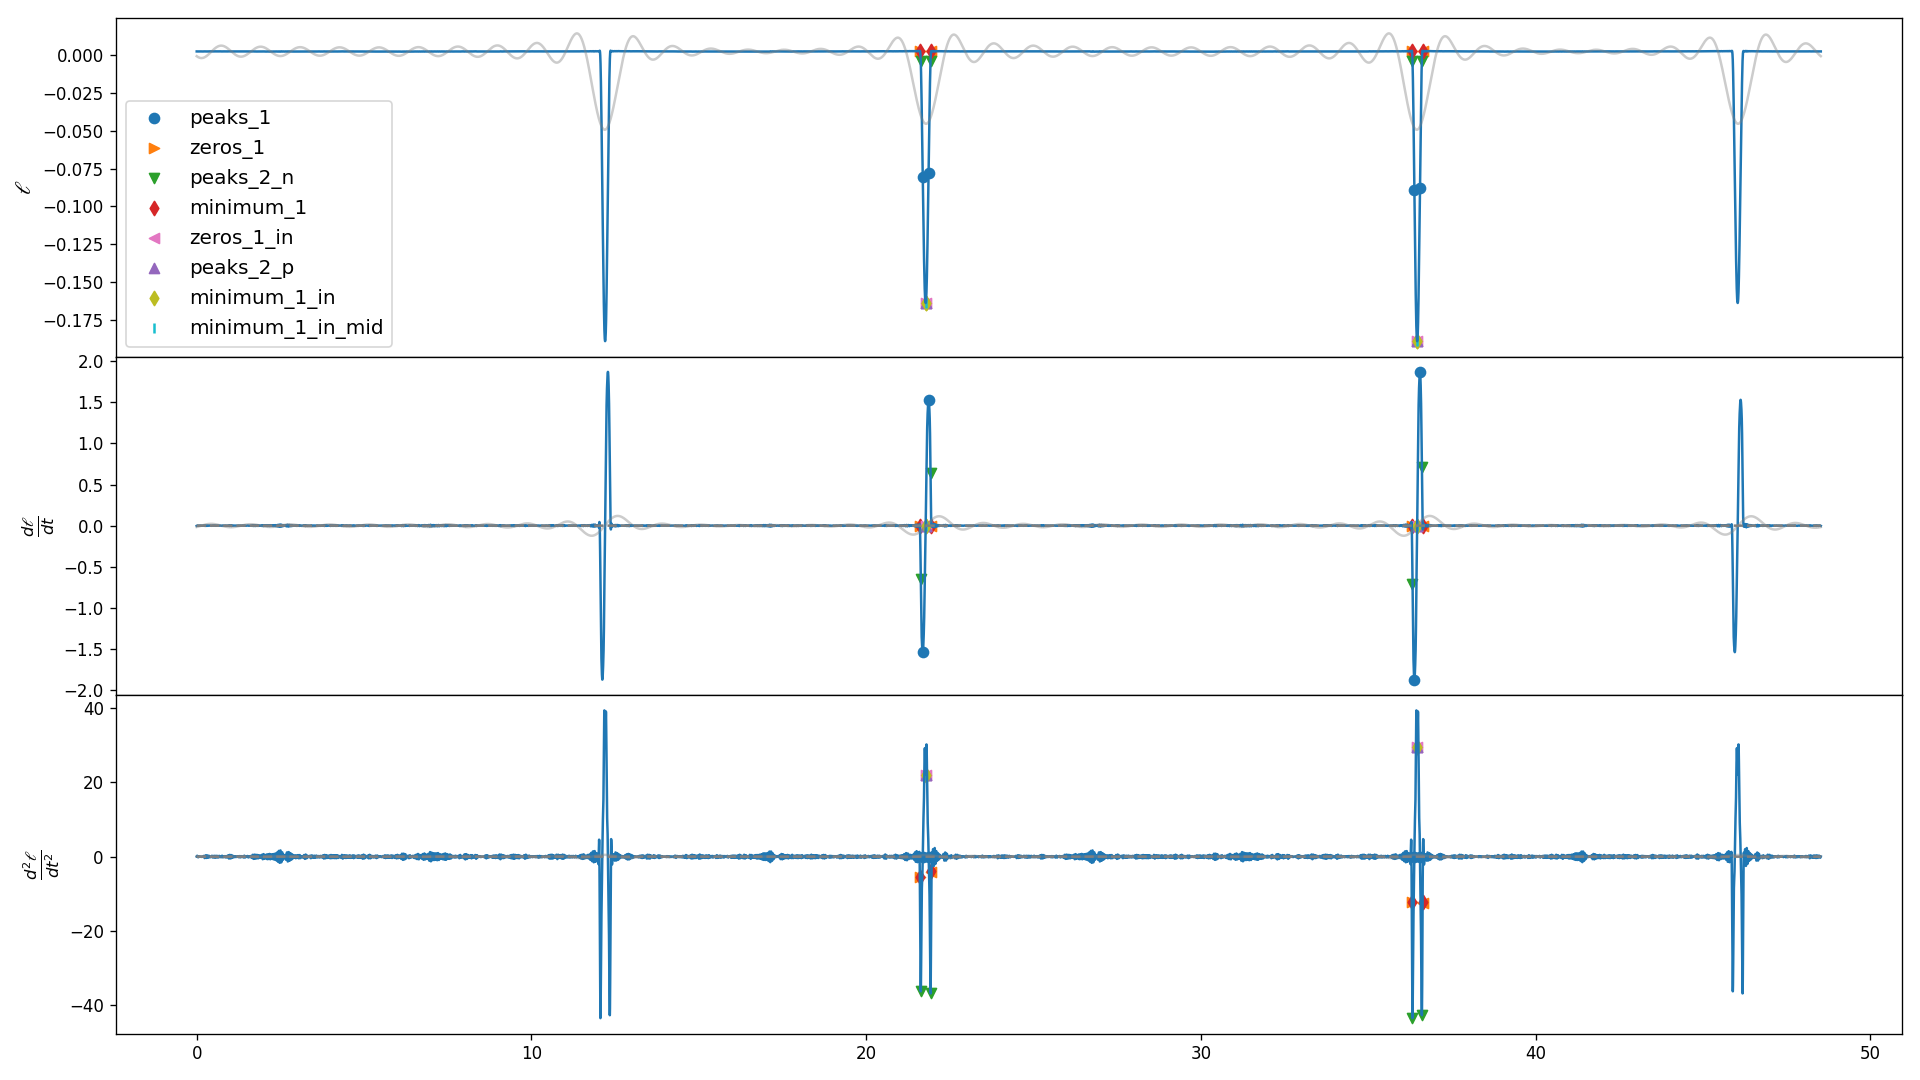 0.000
−0.025
−0.050
−0.075
−0.100
−0.125
−0.150
−0.175
ℓ
peaks_1
zeros_1
peaks_2_n
minimum_1
zeros_1_in
peaks_2_p
minimum_1_in
minimum_1_in_mid
2.0
1.5
1.0
0.5
0.0
−0.5
−1.0
−1.5
−2.0
dℓ
dt
40
20
0
−20
−40
d²ℓ
dt²
0 10 20 30 40 50